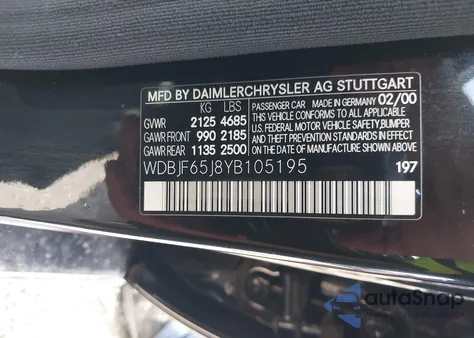 MFD BY DAIMLERCHRYSLER AG STUTTGART
KG LBS
GVWR 2125 4685
GAWR FRONT 990 2185
GAWR REAR 1135 2500
PASSENGER CAR MADE IN GERMANY 02/00
THIS VEHICLE CONFORMS TO ALL APPLICABLE
U.S. FEDERAL MOTOR VEHICLE SAFETY, BUMPER
AND THEFT PREVENTION STANDARDS IN EFFECT
ON THE DATE OF MANUFACTURE SHOWN ABOVE
WDBJF65J8YB105195 197
autoSnap